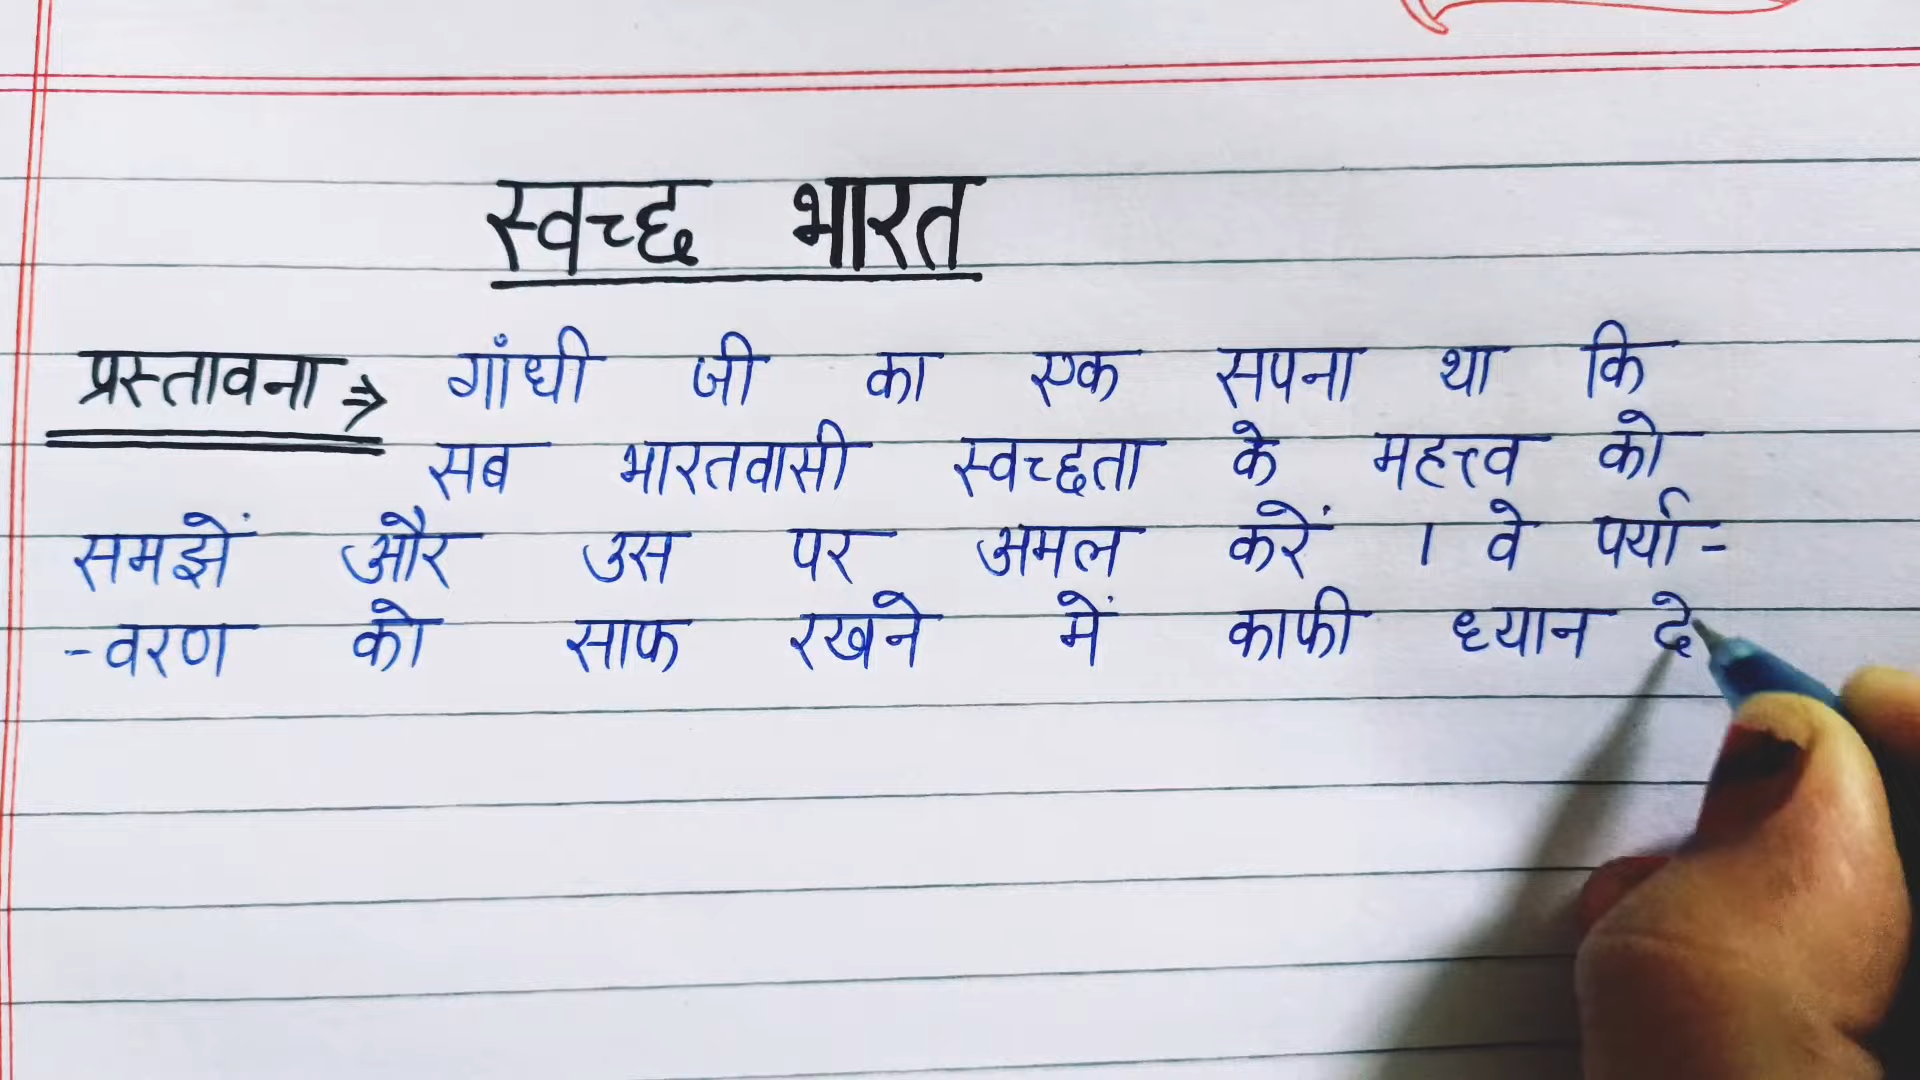 स्वच्छ भारत
प्रस्तावना ⇒ गाँधी जी का एक सपना था कि
सब भारतवासी स्वच्छता के महत्त्व को
समझें और उस पर अमल करें । वे पर्या-
-वरण को साफ रखने में काफी ध्यान दे